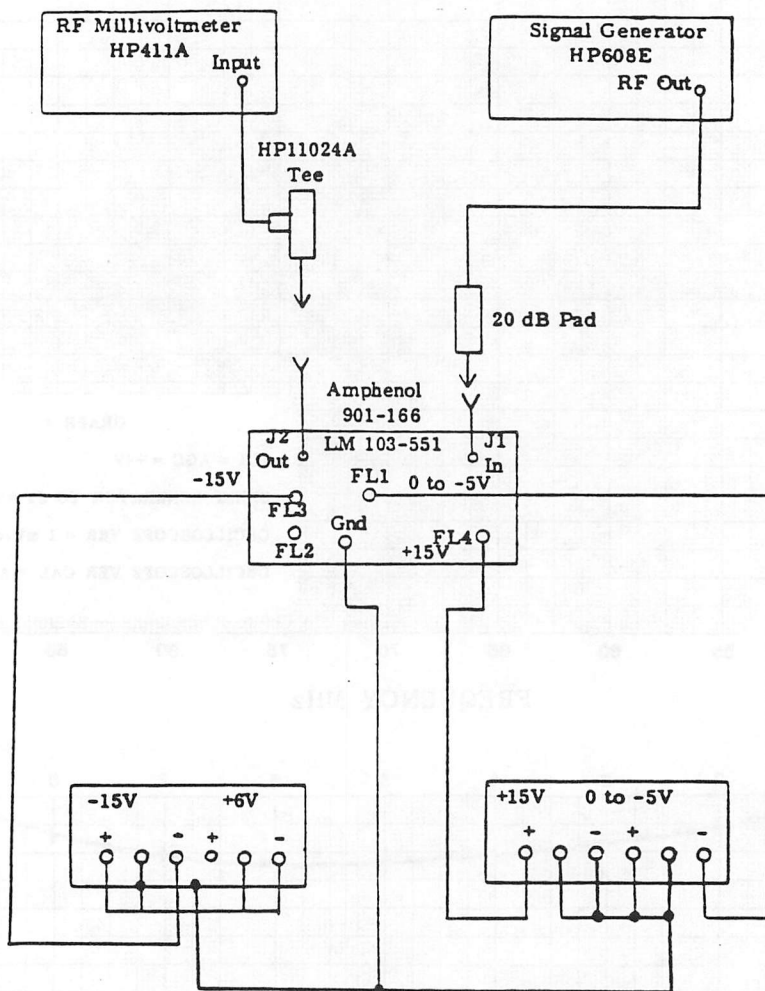 RF Millivoltmeter
HP411A
Input
Signal Generator
HP608E
RF Out
HP11024A
Tee
20 dB Pad
Amphenol
901-166
J2
LM 103-551
J1
Out
In
-15V
FL1
0 to -5V
FL3
Gnd
FL4
FL2
+15V
-15V
+6V
+ - +
+15V
0 to -5V
+ - + -
FREQUENCY MHz